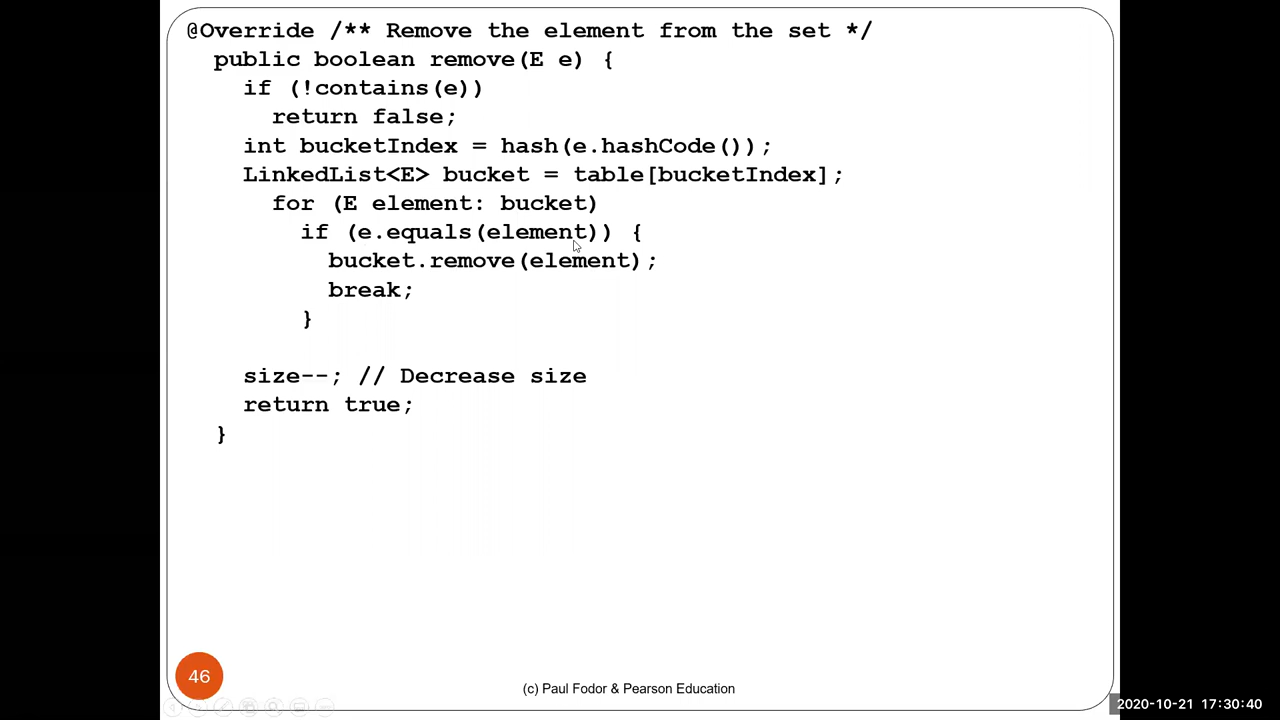 @Override /** Remove the element from the set */
public boolean remove(E e) {
if (!contains(e))
return false;
int bucketIndex = hash(e.hashCode());
LinkedList<E> bucket = table[bucketIndex];
for (E element: bucket)
if (e.equals(element)) {
bucket.remove(element);
break;
}
size--; // Decrease size
return true;
}
46
(c) Paul Fodor & Pearson Education
2020-10-21 17:30:40